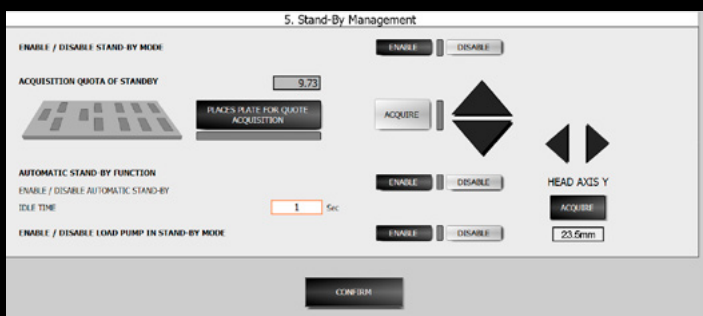 5. Stand-By Management
ENABLE / DISABLE STAND-BY MODE
ENABLE
DISABLE
ACQUISITION QUOTA OF STANDBY
9.73
PLACES PLATE FOR QUOTE
ACQUISITION
ACQUIRE
AUTOMATIC STAND-BY FUNCTION
ENABLE / DISABLE AUTOMATIC STAND-BY
ENABLE
DISABLE
HEAD AXIS Y
IDLE TIME
1
Sec
ACQUIRE
ENABLE / DISABLE LOAD PUMP IN STAND-BY MODE
ENABLE
DISABLE
23.5mm
CONFIRM